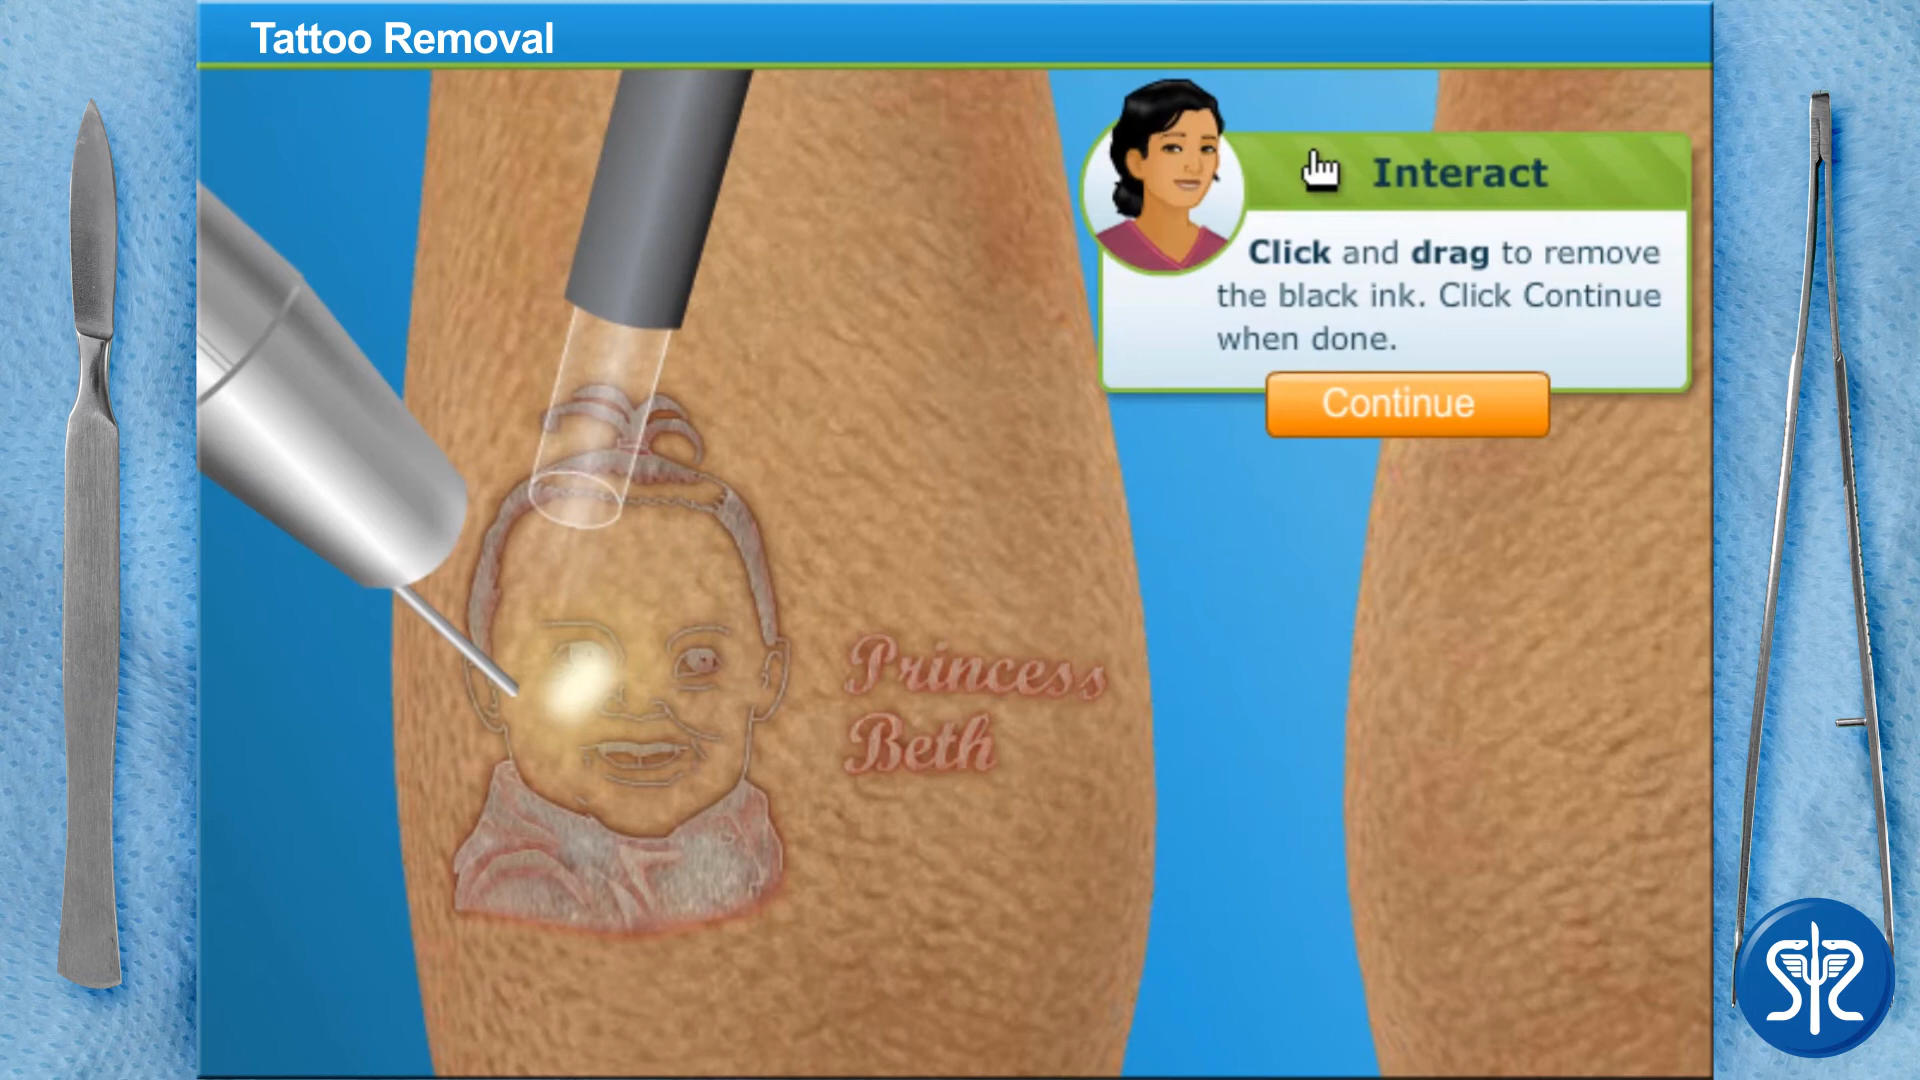 Tattoo Removal
Interact
Click and drag to remove
the black ink. Click Continue
when done.
Continue
Princess
Beth